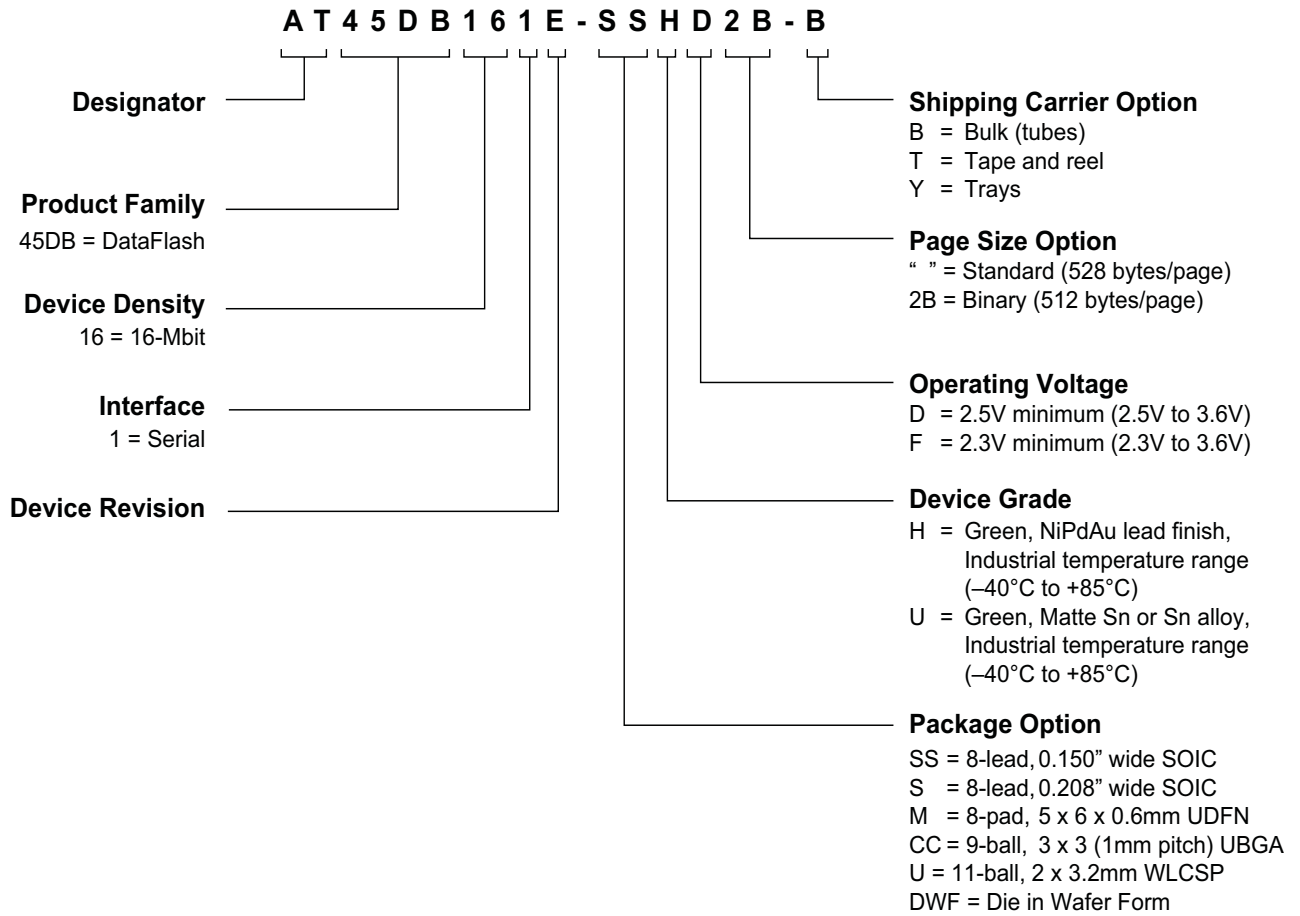 A T 4 5 D B 1 6 1 E - S S H D 2 B - B
Designator
Product Family
45DB = DataFlash
Device Density
16 = 16-Mbit
Interface
1 = Serial
Device Revision
Shipping Carrier Option
B = Bulk (tubes)
T = Tape and reel
Y = Trays
Page Size Option
“ ” = Standard (528 bytes/page)
2B = Binary (512 bytes/page)
Operating Voltage
D = 2.5V minimum (2.5V to 3.6V)
F = 2.3V minimum (2.3V to 3.6V)
Device Grade
H = Green, NiPdAu lead finish,
Industrial temperature range
(–40°C to +85°C)
U = Green, Matte Sn or Sn alloy,
Industrial temperature range
(–40°C to +85°C)
Package Option
SS = 8-lead, 0.150” wide SOIC
S = 8-lead, 0.208” wide SOIC
M = 8-pad, 5 x 6 x 0.6mm UDFN
CC = 9-ball, 3 x 3 (1mm pitch) UBGA
U = 11-ball, 2 x 3.2mm WLCSP
DWF = Die in Wafer Form